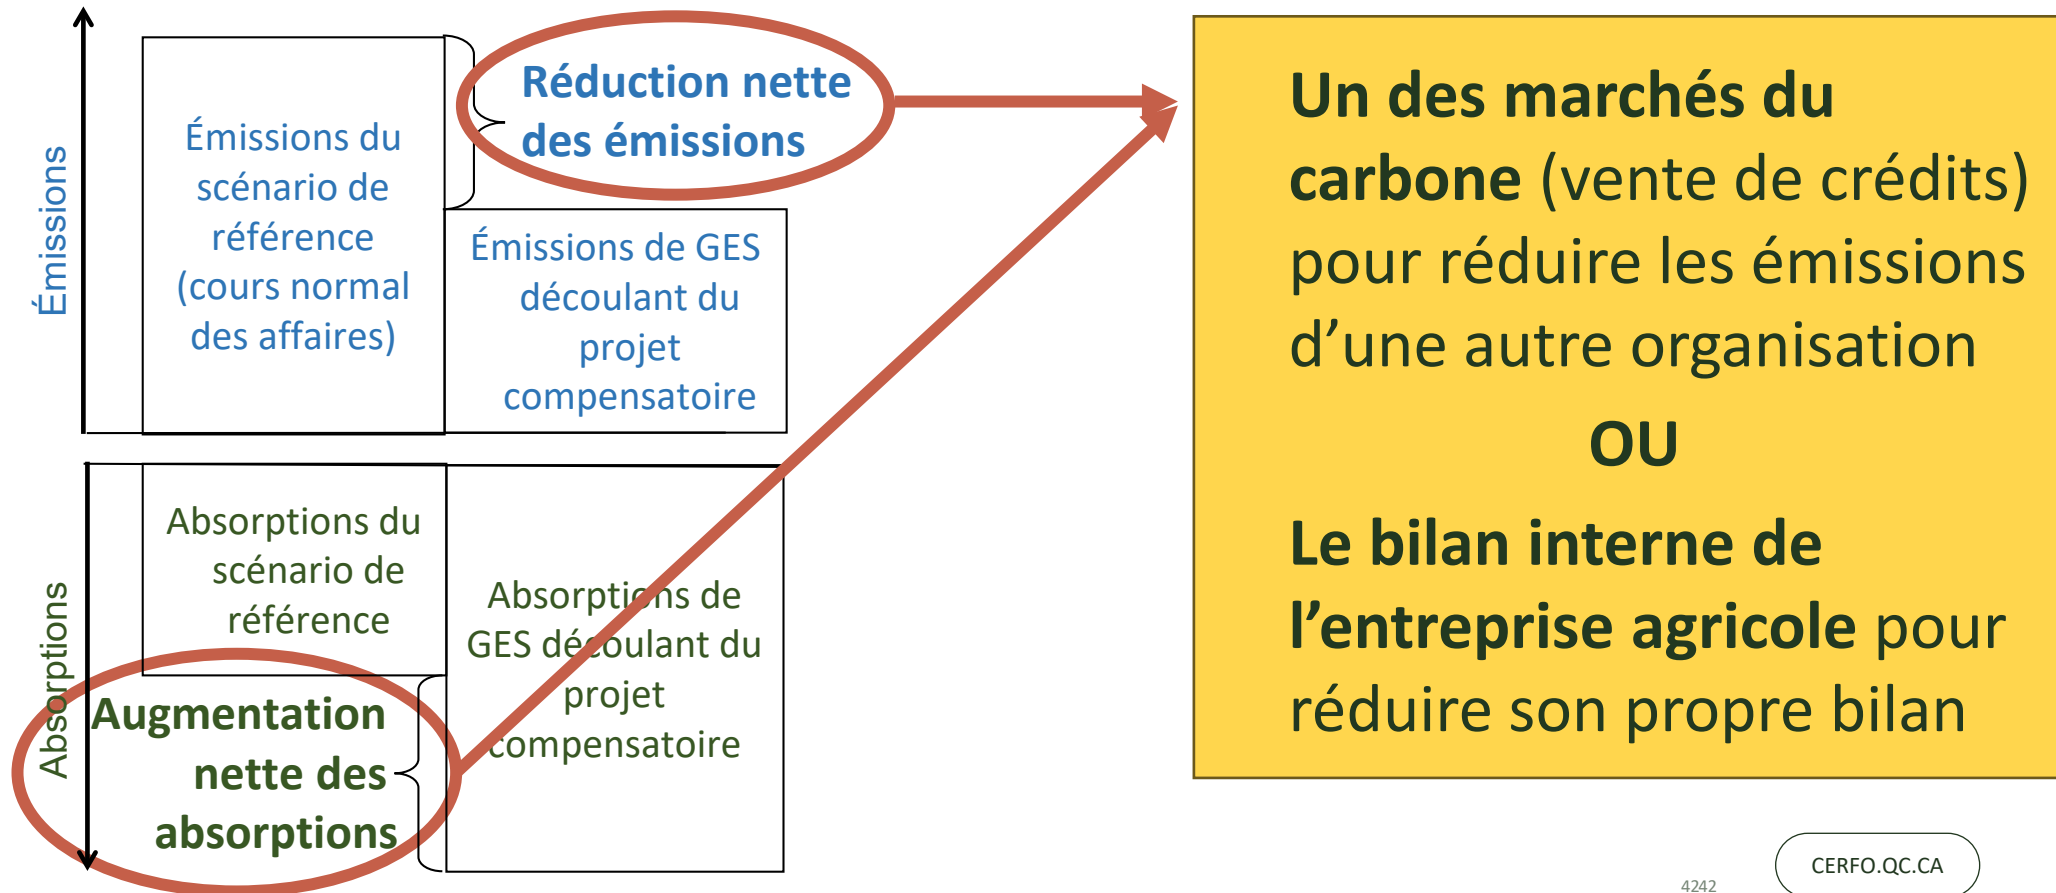 Émissions
Émissions du
scénario de
référence
(cours normal
des affaires)
Réduction nette
des émissions
Émissions de GES
découlant du
projet
compensatoire
Absorptions
Absorptions du
scénario de
référence
Augmentation
nette des
absorptions
Absorptions de
GES découlant du
projet
compensatoire
Un des marchés du
carbone (vente de crédits)
pour réduire les émissions
d’une autre organisation
OU
Le bilan interne de
l’entreprise agricole pour
réduire son propre bilan
4242
CERFO.QC.CA